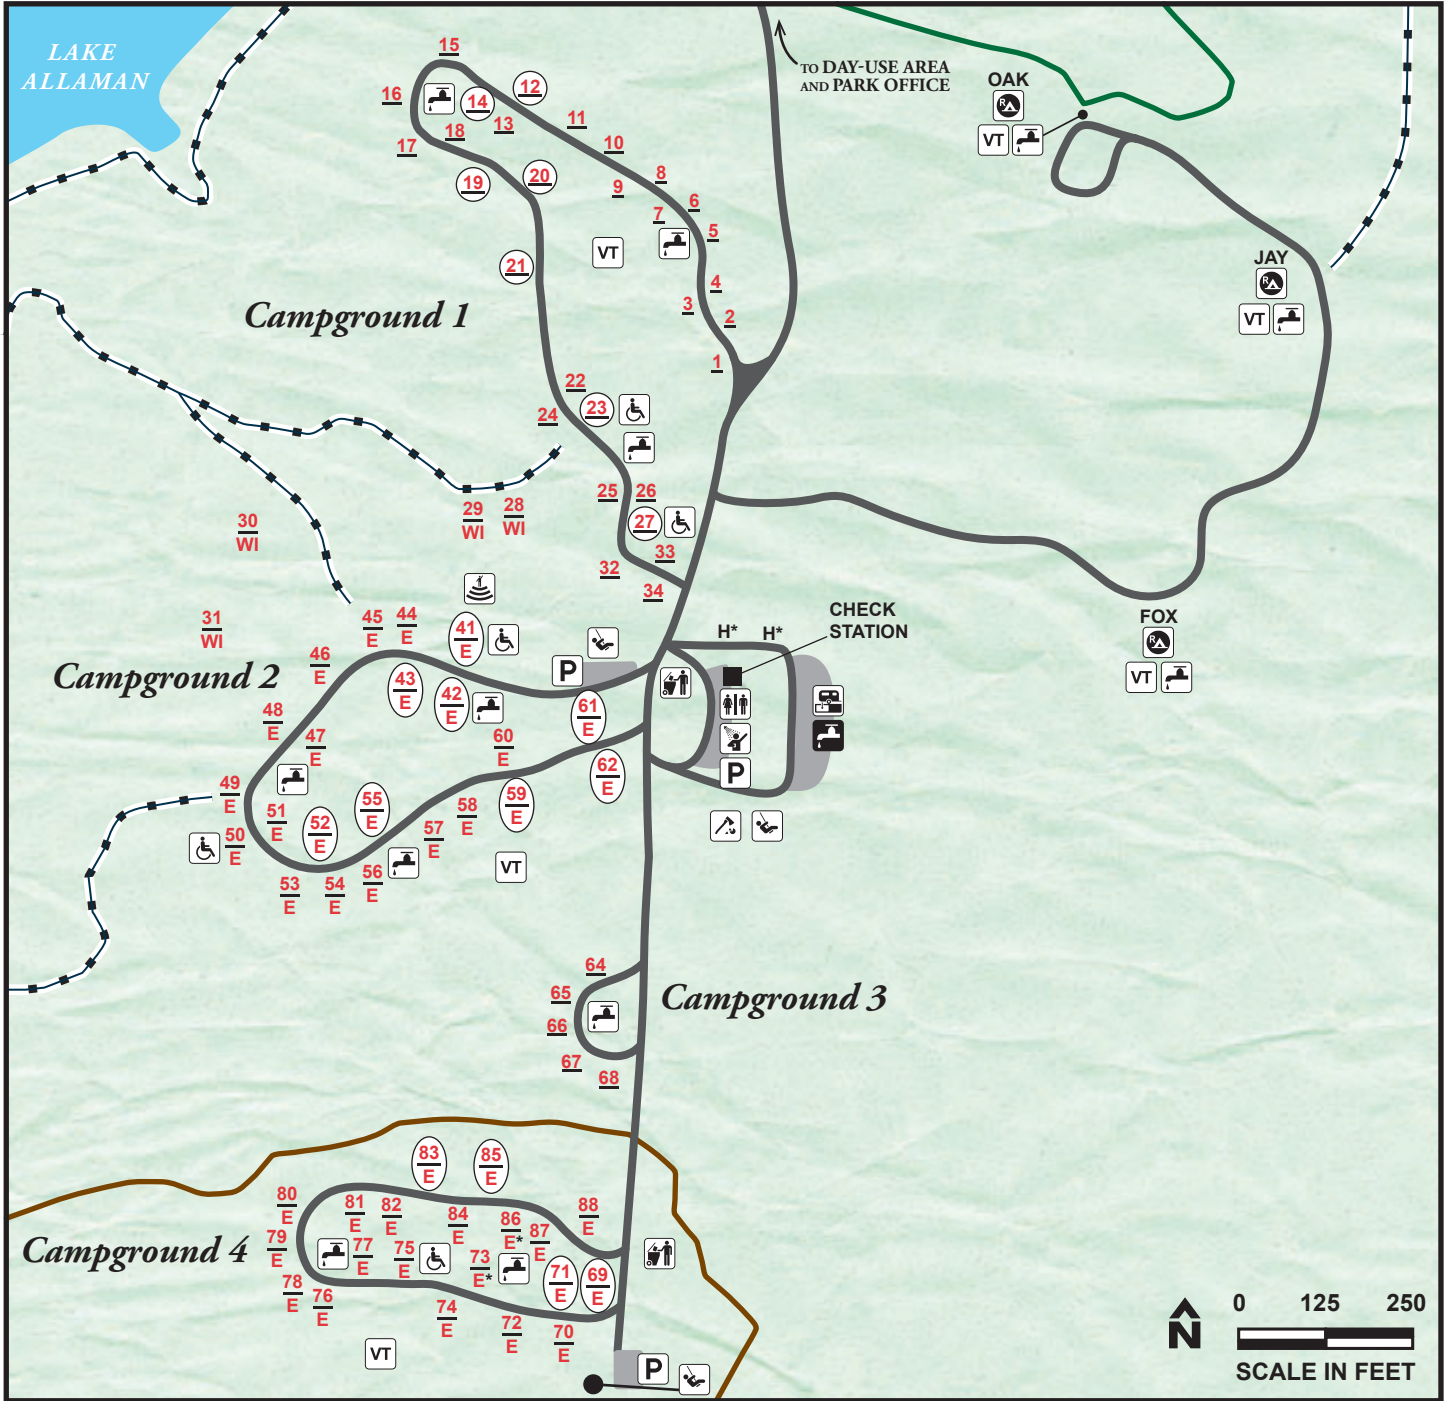 LAKE
ALLAMAN
TO DAY-USE AREA
AND PARK OFFICE
OAK
VT
JAY
VT
FOX
VT
15
16
14
12
13
11
18
17
10
19
20
9
8
7
6
5
VT
21
4
3
2
1
Campground 1
22
23
24
25
26
27
28
WI
29
WI
30
WI
31
WI
32
33
34
CHECK
STATION
H*
H*
P
P
Campground 2
41
E
42
E
43
E
44
E
45
E
46
E
47
E
48
E
49
E
50
E
51
E
52
E
53
E
54
E
55
E
56
E
57
E
58
E
59
E
60
E
61
E
62
E
VT
64
65
66
67
68
Campground 3
83
E
85
E
80
E
81
E
82
E
84
E
86
E*
87
E
88
E
79
E
77
E
75
E
73
E*
71
E
69
E
78
E
76
E
74
E
72
E
70
E
Campground 4
VT
P
N
0 125 250
SCALE IN FEET